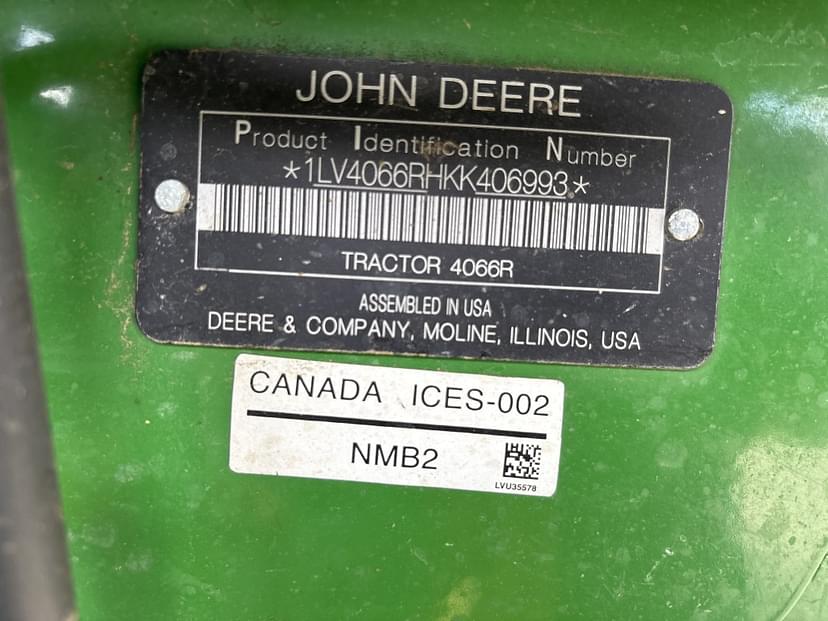 JOHN DEERE
Product Identification Number
*1LV4066RHKK406993*
TRACTOR 4066R
ASSEMBLED IN USA
DEERE & COMPANY, MOLINE, ILLINOIS, USA
CANADA ICES-002
NMB2
LVU35578